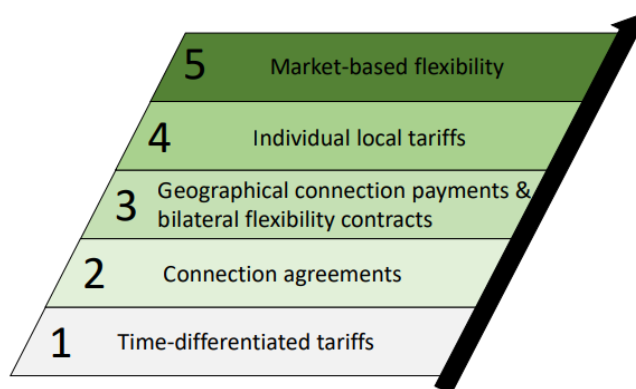 5 Market-based flexibility
4 Individual local tariffs
3 Geographical connection payments &
bilateral flexibility contracts
2 Connection agreements
1 Time-differentiated tariffs